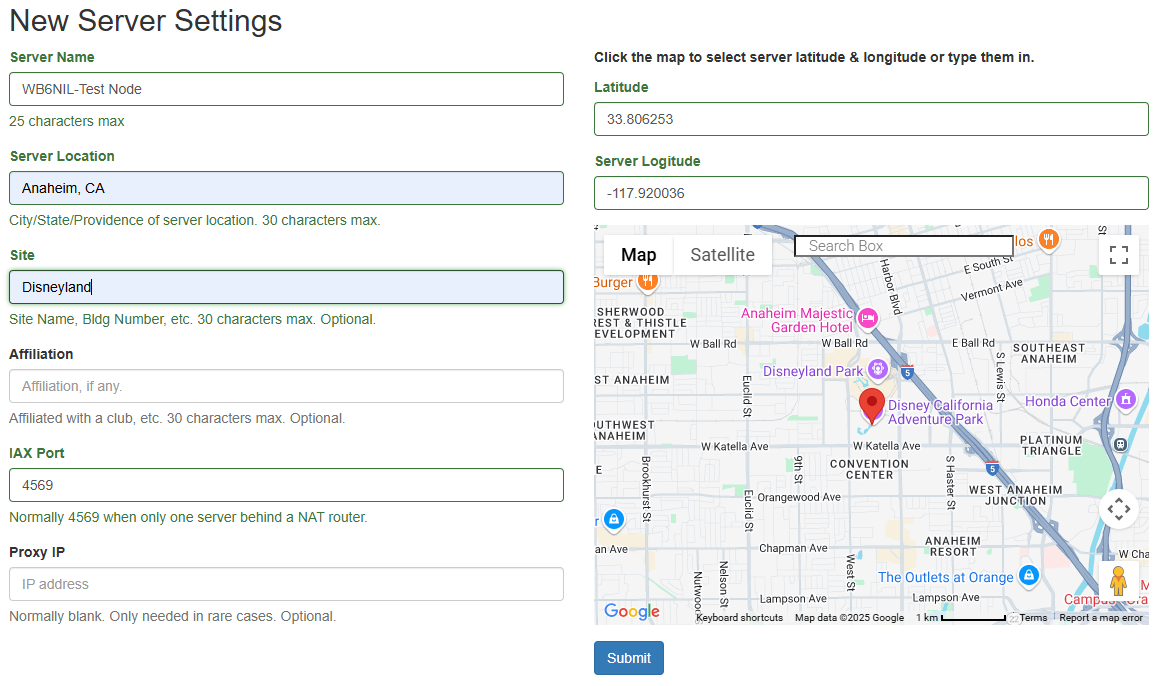 New Server Settings
Server Name
WB6NIL-Test Node
25 characters max
Server Location
Anaheim, CA
City/State/Providence of server location. 30 characters max.
Site
Disneyland
Site Name, Bldg Number, etc. 30 characters max. Optional.
Affiliation
Affiliation, if any.
Affiliated with a club, etc. 30 characters max. Optional.
IAX Port
4569
Normally 4569 when only one server behind a NAT router.
Proxy IP
IP address
Normally blank. Only needed in rare cases. Optional.
Click the map to select server latitude & longitude or type them in.
Latitude
33.806253
Server Logitude
-117.920036
Map
Satellite
Search Box
los
Burger
Harbor Blvd
E South St
Vermont Ave
SHERWOOD
REST & THISTLE
EVELOPMENT
Anaheim Majestic
Garden Hotel
W Ball Rd
W Ball Rd
E Ball Rd
SOUTHEAST
ANAHEIM
Disneyland Park
5
ST ANAHEIM
Euclid St
S Lewis St
Honda Center
Disney California
Adventure Park
OUTHWEST
ANAHEIM
W Katella Ave
W Katella Ave
PLATINUM
TRIANGLE
CONVENTION
CENTER
Brookhurst St
9th St
S Haster St
5
E
WEST ANAHEIM
JUNCTION
Euclid St
Orangewood Ave
r
an Ave
Chapman Ave
ANAHEIM
RESORT
W Cha
West St
The Outlets at Orange
Nutwood
Nelson St
Lampson Ave
Lampson Ave
Google
Keyboard shortcuts
Map data ©2025 Google
1 km
22
Terms
Report a map error
Submit